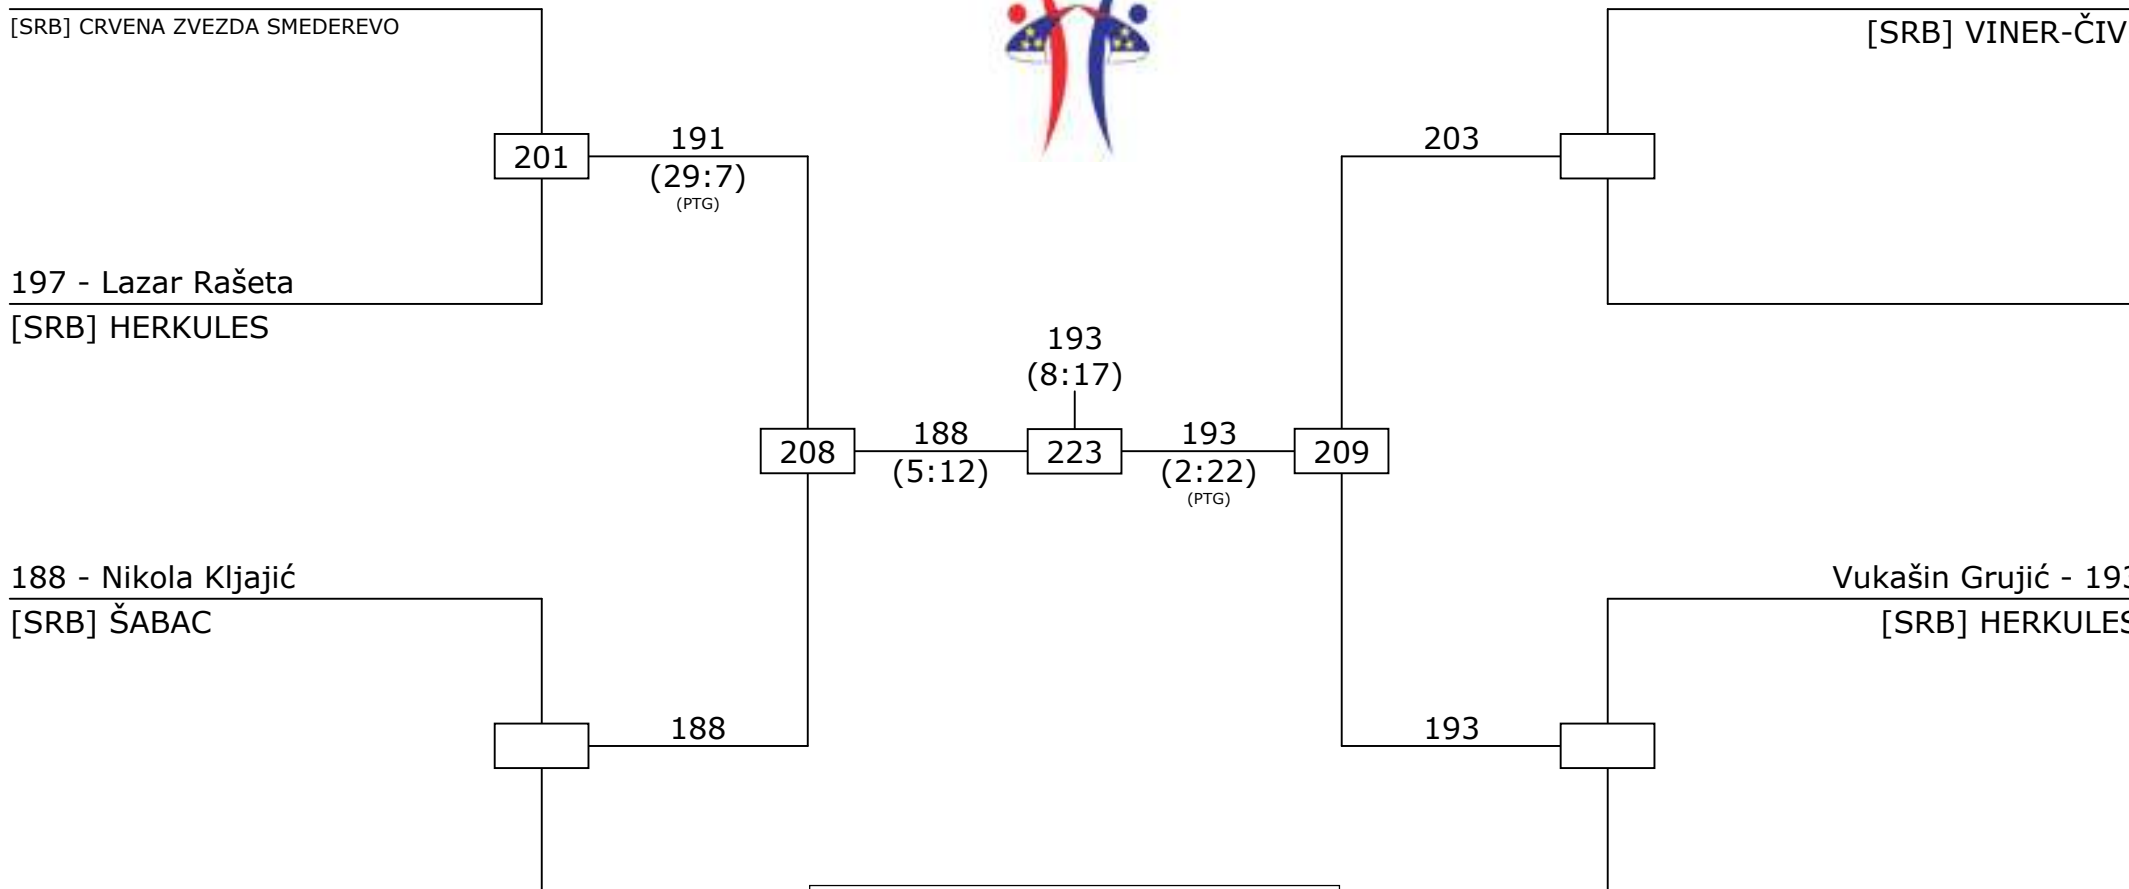 [SRB] CRVENA ZVEZDA SMEDEREVO
[SRB] VINER-ČIV
201
191
(29:7)
(PTG)
203
197 - Lazar Rašeta
[SRB] HERKULES
193
(8:17)
208
188
(5:12)
223
193
(2:22)
(PTG)
209
188 - Nikola Kljajić
[SRB] ŠABAC
Vukašin Grujić - 193
[SRB] HERKULES
188
193